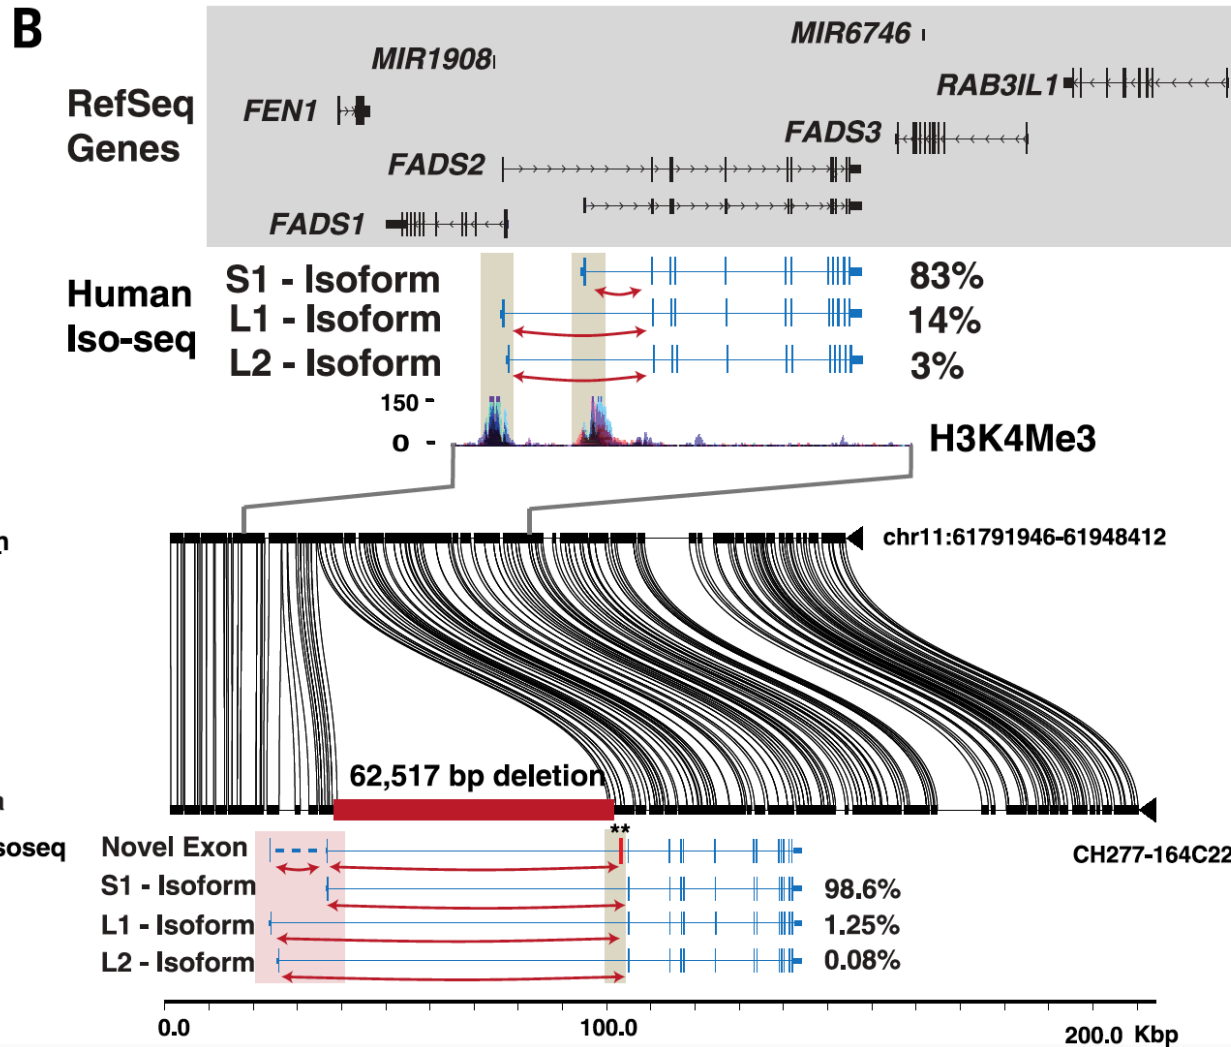 B
MIR6746
MIR1908
RAB3IL1
RefSeq
Genes
FEN1
FADS3
FADS2
FADS1
Human
Iso-seq
S1 - Isoform 83%
L1 - Isoform 14%
L2 - Isoform 3%
150 -
0 -
H3K4Me3
chr11:61791946-61948412
62,517 bp deletion
**
soseq
Novel Exon
CH277-164C22
S1 - Isoform 98.6%
L1 - Isoform 1.25%
L2 - Isoform 0.08%
0.0 100.0 200.0 Kbp